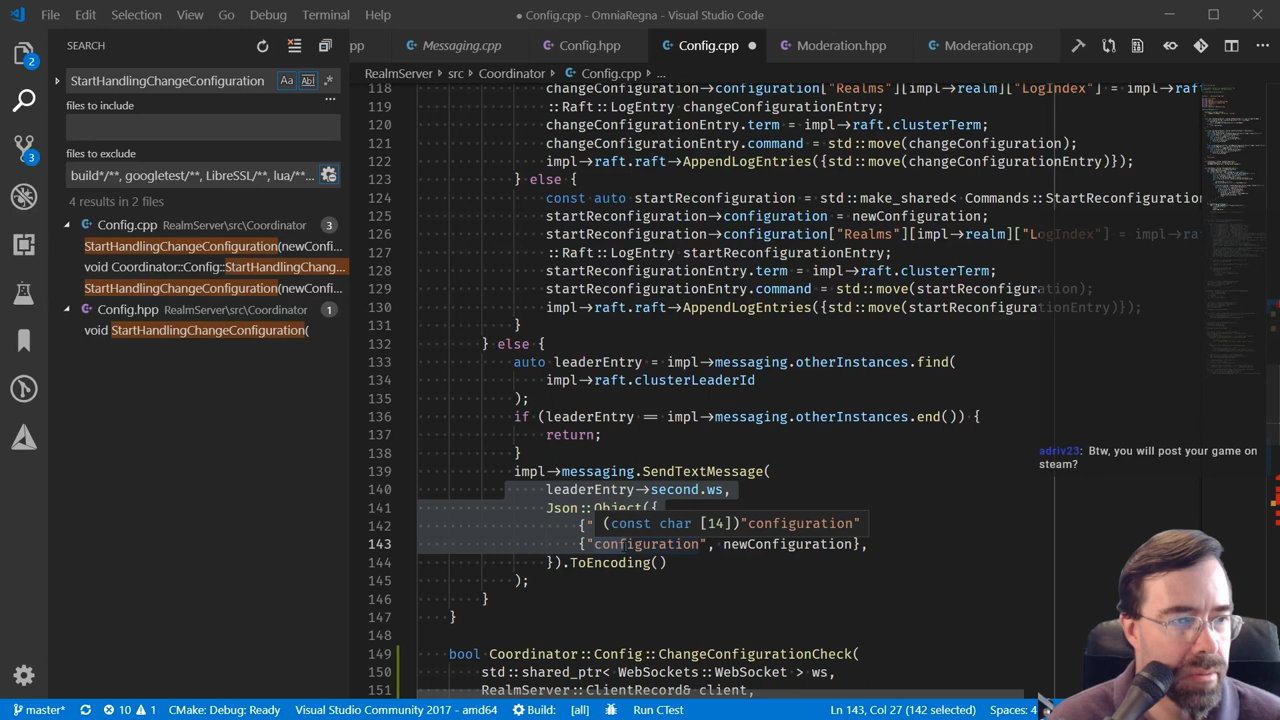 File Edit Selection View Go Debug Terminal Help
● Config.cpp - OmniaRegna - Visual Studio Code
SEARCH
StartHandlingChangeConfiguration
Aa
Abl
.*
files to include
...
files to exclude
build*/**, googletest/**, LibreSSL/**, lua/**...
4 results in 2 files
Config.cpp RealmServer\src\Coordinator 3
StartHandlingChangeConfiguration(newConfi...
void Coordinator::Config::StartHandlingChang...
StartHandlingChangeConfiguration(newConfi...
Config.hpp RealmServer\src\Coordinator 1
void StartHandlingChangeConfiguration(
2
3
pp Messaging.cpp Config.hpp Config.cpp ● Moderation.hpp Moderation.cpp
RealmServer > src > Coordinator > Config.cpp > ...
118 changeConfiguration->configuration["Realms"][impl->realm]["LogIndex"] = impl->raf
119 ::Raft::LogEntry changeConfigurationEntry;
120 changeConfigurationEntry.term = impl->raft.clusterTerm;
121 changeConfigurationEntry.command = std::move(changeConfiguration);
122 impl->raft.raft->AppendLogEntries({std::move(changeConfigurationEntry)});
123 } else {
124 const auto startReconfiguration = std::make_shared< Commands::StartReconfiguratio
125 startReconfiguration->configuration = newConfiguration;
126 startReconfiguration->configuration["Realms"][impl->realm]["LogIndex"] = impl->ra
127 ::Raft::LogEntry startReconfigurationEntry;
128 startReconfigurationEntry.term = impl->raft.clusterTerm;
129 startReconfigurationEntry.command = std::move(startReconfiguration);
130 impl->raft.raft->AppendLogEntries({std::move(startReconfigurationEntry)});
131 }
132 } else {
133 auto leaderEntry = impl->messaging.otherInstances.find(
134 impl->raft.clusterLeaderId
135 );
136 if (leaderEntry == impl->messaging.otherInstances.end()) {
137 return;
138 }
139 impl->messaging.SendTextMessage(
140 leaderEntry->second.ws,
141 Json::Object({
142 {"
(const char [14])"configuration"
143 {"configuration", newConfiguration},
144 }).ToEncoding()
145 );
146 }
147 }
148
149 bool Coordinator::Config::ChangeConfigurationCheck(
150 std::shared_ptr< WebSockets::WebSocket > ws,
151 RealmServer::ClientRecord& client,
adriv23: Btw, you will post your game on
steam?
master* 10 1 CMake: Debug: Ready Visual Studio Community 2017 - amd64 Build: [all] Run CTest Ln 143, Col 27 (142 selected) Spaces: 4